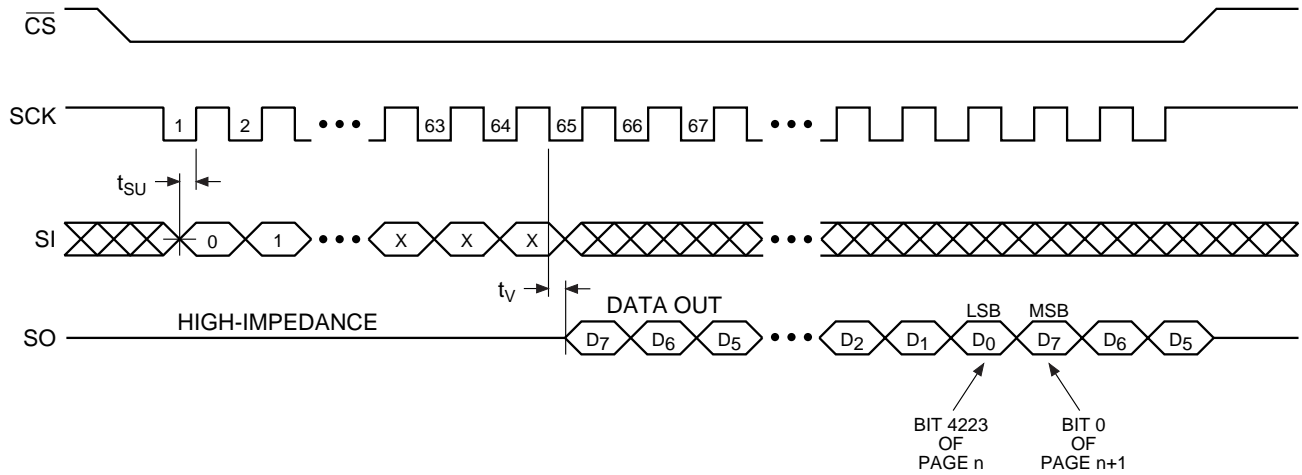 CS
SCK 1 2 ••• 63 64 65 66 67 •••
tSU
SI 0 1 ••• X X X •••
tV
HIGH-IMPEDANCE DATA OUT LSB MSB
SO D7 D6 D5 ••• D2 D1 D0 D7 D6 D5
BIT 4223
OF
PAGE n
BIT 0
OF
PAGE n+1